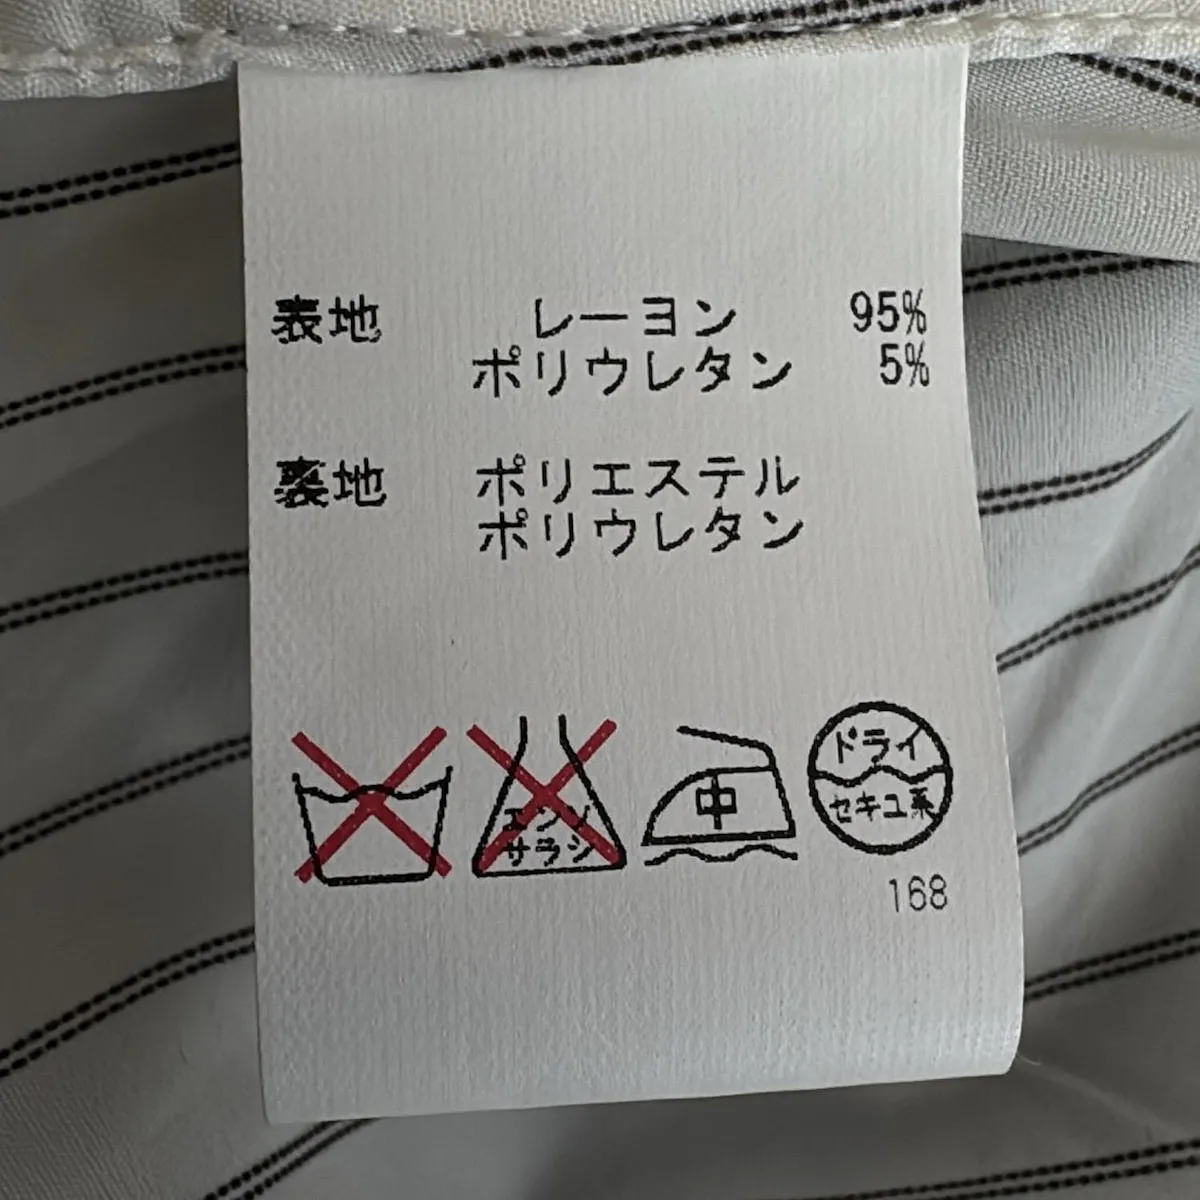 表地 レーヨン 95%
ポリウレタン 5%
裏地 ポリエステル
ポリウレタン
エンソ
サラシ
中
ドライ
セキユ系
168